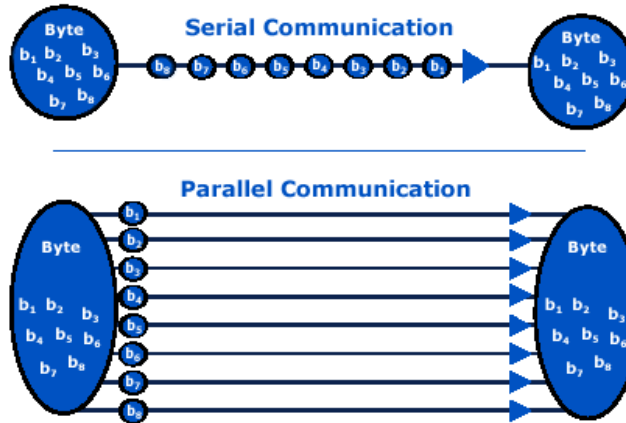 Serial Communication
Byte
b1 b2 b3
b4 b5 b6
b7 b8
b8 b7 b6 b5 b4 b3 b2 b1
Byte
b1 b2 b3
b4 b5 b6
b7 b8
Parallel Communication
Byte
b1 b2 b3
b4 b5 b6
b7 b8
b1
b2
b3
b4
b5
b6
b7
b8
Byte
b1 b2 b3
b4 b5 b6
b7 b8